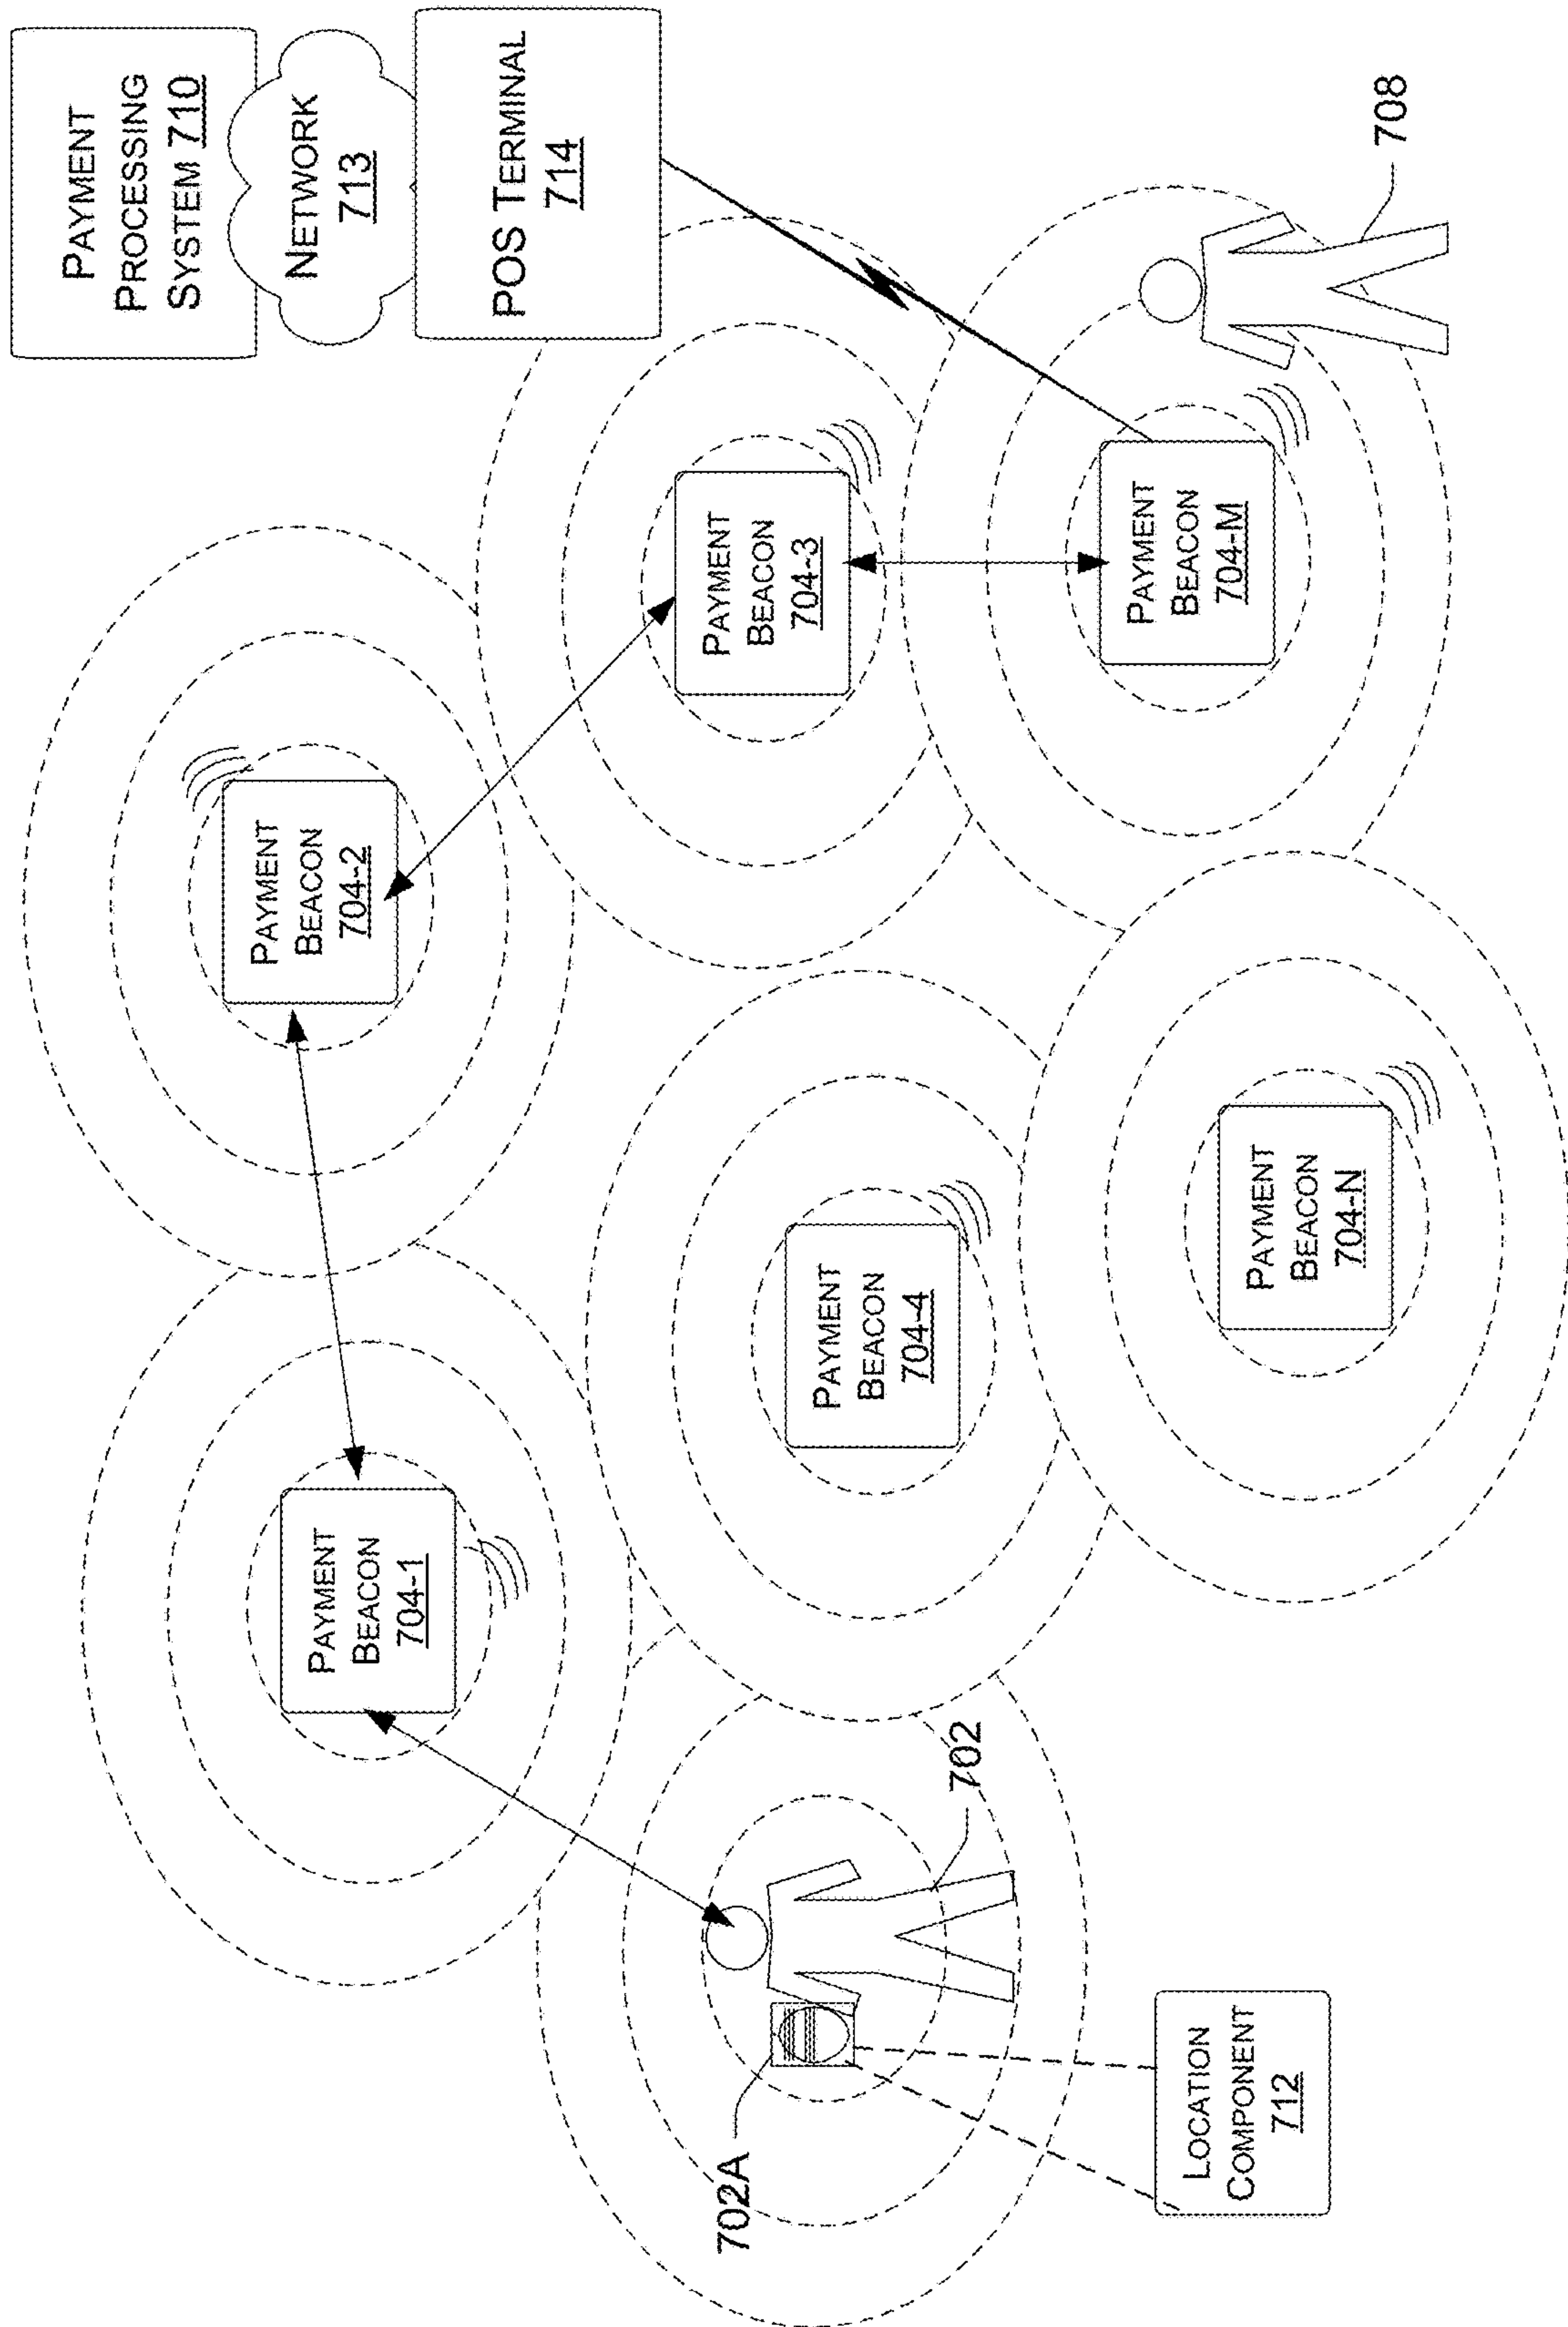 PAYMENT
PROCESSING
SYSTEM 710
NETWORK
713
POS TERMINAL
714
PAYMENT
BEACON
704-2
PAYMENT
BEACON
704-1
PAYMENT
BEACON
704-3
PAYMENT
BEACON
704-4
PAYMENT
BEACON
704-M
708
PAYMENT
BEACON
704-N
702
702A
LOCATION
COMPONENT
712